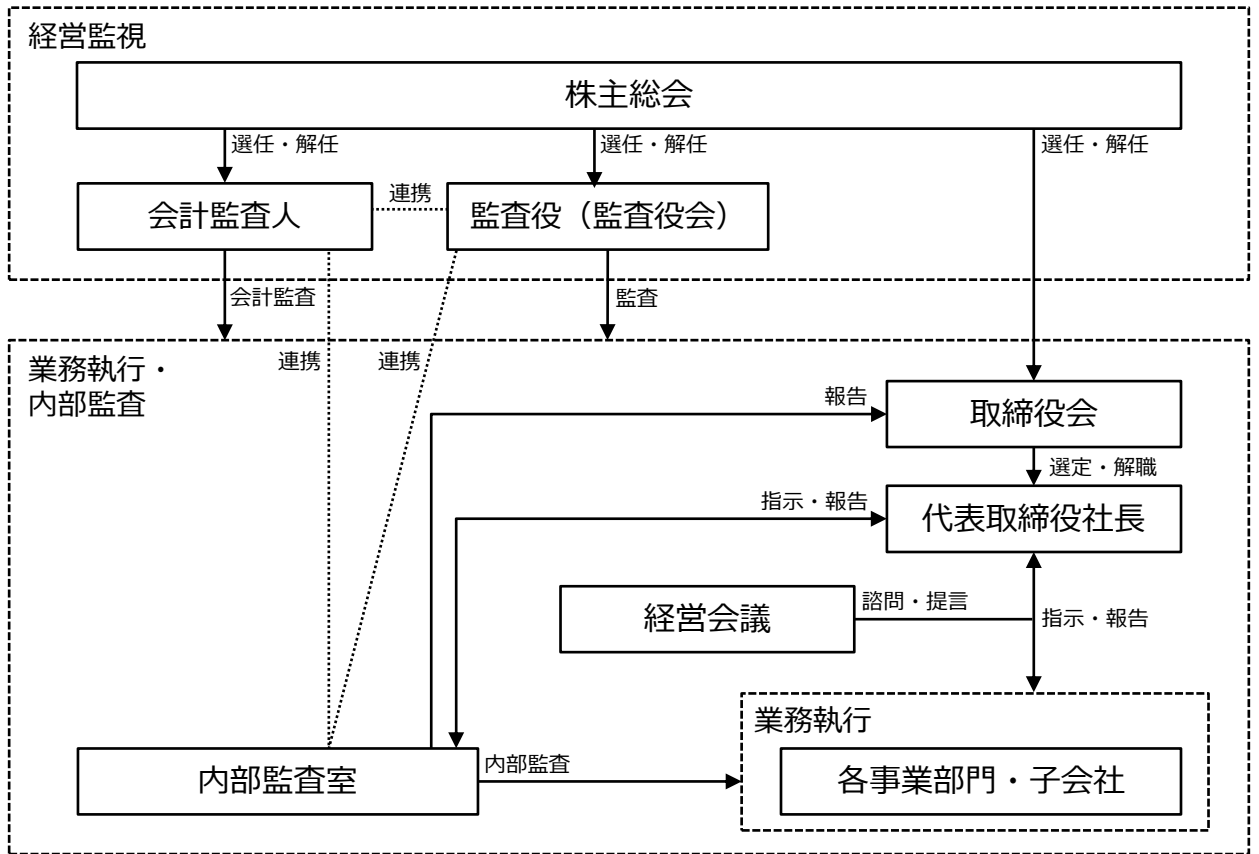 経営監視
株主総会
選任・解任
選任・解任
選任・解任
会計監査人
連携
監査役（監査役会）
会計監査
監査
業務執行・
内部監査
連携
連携
報告
取締役会
選定・解職
指示・報告
代表取締役社長
経営会議
諮問・提言
指示・報告
業務執行
内部監査室
内部監査
各事業部門・子会社